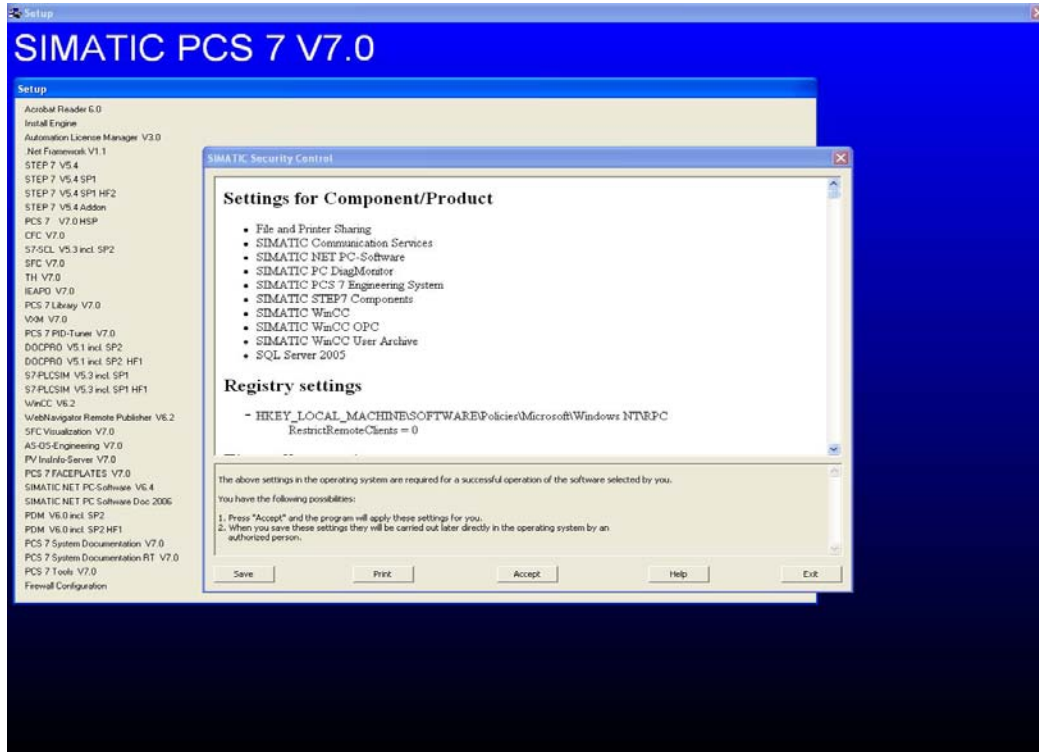 Setup
SIMATIC PCS 7 V7.0
Setup
Acrobat Reader 6.0
Install Engine
Automation License Manager V3.0
.Net Framework V1.1
STEP 7 V5.4
STEP 7 V5.4 SP1
STEP 7 V5.4 SP1 HF2
STEP 7 V5.4 Addon
PCS 7 V7.0 HSP
CFC V7.0
S7-SCL V5.3 incl. SP2
SFC V7.0
TH V7.0
IEAPO V7.0
PCS 7 Library V7.0
VXM V7.0
PCS 7 PID-Tuner V7.0
DOCPRO V5.1 incl. SP2
DOCPRO V5.1 incl. SP2 HF1
S7-PLCSIM V5.3 incl. SP1
S7-PLCSIM V5.3 incl. SP1 HF1
WinCC V6.2
WebNavigator Remote Publisher V6.2
SFC Visualization V7.0
AS-OS-Engineering V7.0
PV InsInfo-Server V7.0
PCS 7 FACEPLATES V7.0
SIMATIC NET PC-Software V6.4
SIMATIC NET PC Software Doc 2006
PDM V6.0 incl. SP2
PDM V6.0 incl. SP2 HF1
PCS 7 System Documentation V7.0
PCS 7 System Documentation RT V7.0
PCS 7 Tools V7.0
Firewall Configuration
SIMATIC Security Control
Settings for Component/Product
• File and Printer Sharing
• SIMATIC Communication Services
• SIMATIC NET PC-Software
• SIMATIC PC DiagMonitor
• SIMATIC PCS 7 Engineering System
• SIMATIC STEP7 Components
• SIMATIC WinCC
• SIMATIC WinCC OPC
• SIMATIC WinCC User Archive
• SQL Server 2005
Registry settings
- HKEY_LOCAL_MACHINE\SOFTWARE\Policies\Microsoft\Windows NT\RPC
RestrictRemoteClients = 0
The above settings in the operating system are required for a successful operation of the software selected by you.
You have the following possibilities:
1. Press "Accept" and the program will apply these settings for you.
2. When you save these settings they will be carried out later directly in the operating system by an
authorized person.
Save Print Accept Help Exit